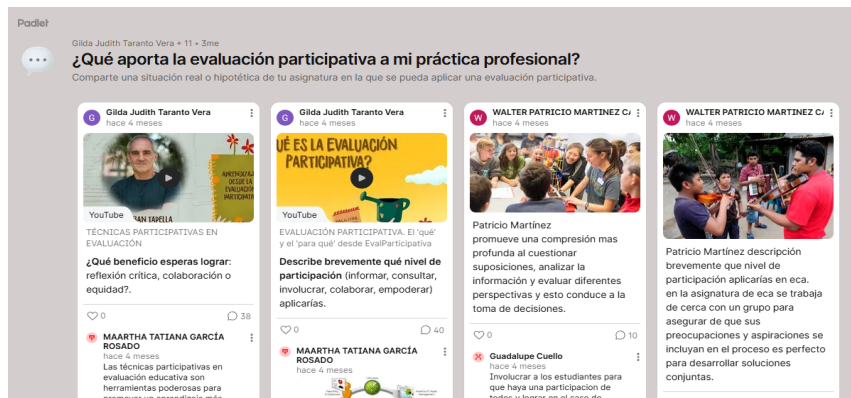 Padlet
Gilda Judith Taranto Vera + 11 • 3me
¿Qué aporta la evaluación participativa a mi práctica profesional?
Comparte una situación real o hipotética de tu asignatura en la que se pueda aplicar una evaluación participativa.
Gilda Judith Taranto Vera
hace 4 meses
APRENDIZAJE
DESDE LA
EVALUACIÓN
PARTICIPATIVA
YouTube
TÉCNICAS PARTICIPATIVAS EN
EVALUACIÓN
¿Qué beneficio esperas lograr:
reflexión crítica, colaboración o
equidad?.
0
38
MAARTHA TATIANA GARCÍA
ROSADO
hace 4 meses
Las técnicas participativas en
evaluación educativa son
herramientas poderosas para
Gilda Judith Taranto Vera
hace 4 meses
UÉ ES LA EVALUACIÓN
PARTICIPATIVA?
YouTube
EVALUACIÓN PARTICIPATIVA. El 'qué'
y el 'para qué' desde EvalParticipativa
Describe brevemente qué nivel de
participación (informar, consultar,
involucrar, colaborar, empoderar)
aplicarías.
0
40
MAARTHA TATIANA GARCÍA
ROSADO
hace 4 meses
W
WALTER PATRICIO MARTINEZ C
hace 4 meses
Patricio Martínez
promueve una compresión mas
profunda al cuestionar
suposiciones, analizar la
información y evaluar diferentes
perspectivas y esto conduce a la
toma de decisiones.
0
10
Guadalupe Cuello
hace 4 meses
Involucrar a los estudiantes para
que haya una participacion de
W
WALTER PATRICIO MARTINEZ C
hace 4 meses
Patricio Martínez descripción
brevemente que nivel de
participación aplicarías en eca.
en la asignatura de eca se trabaja
de cerca con un grupo para
asegurar de que sus
preocupaciones y aspiraciones se
incluyan en el proceso es perfecto
para desarrollar soluciones
conjuntas.